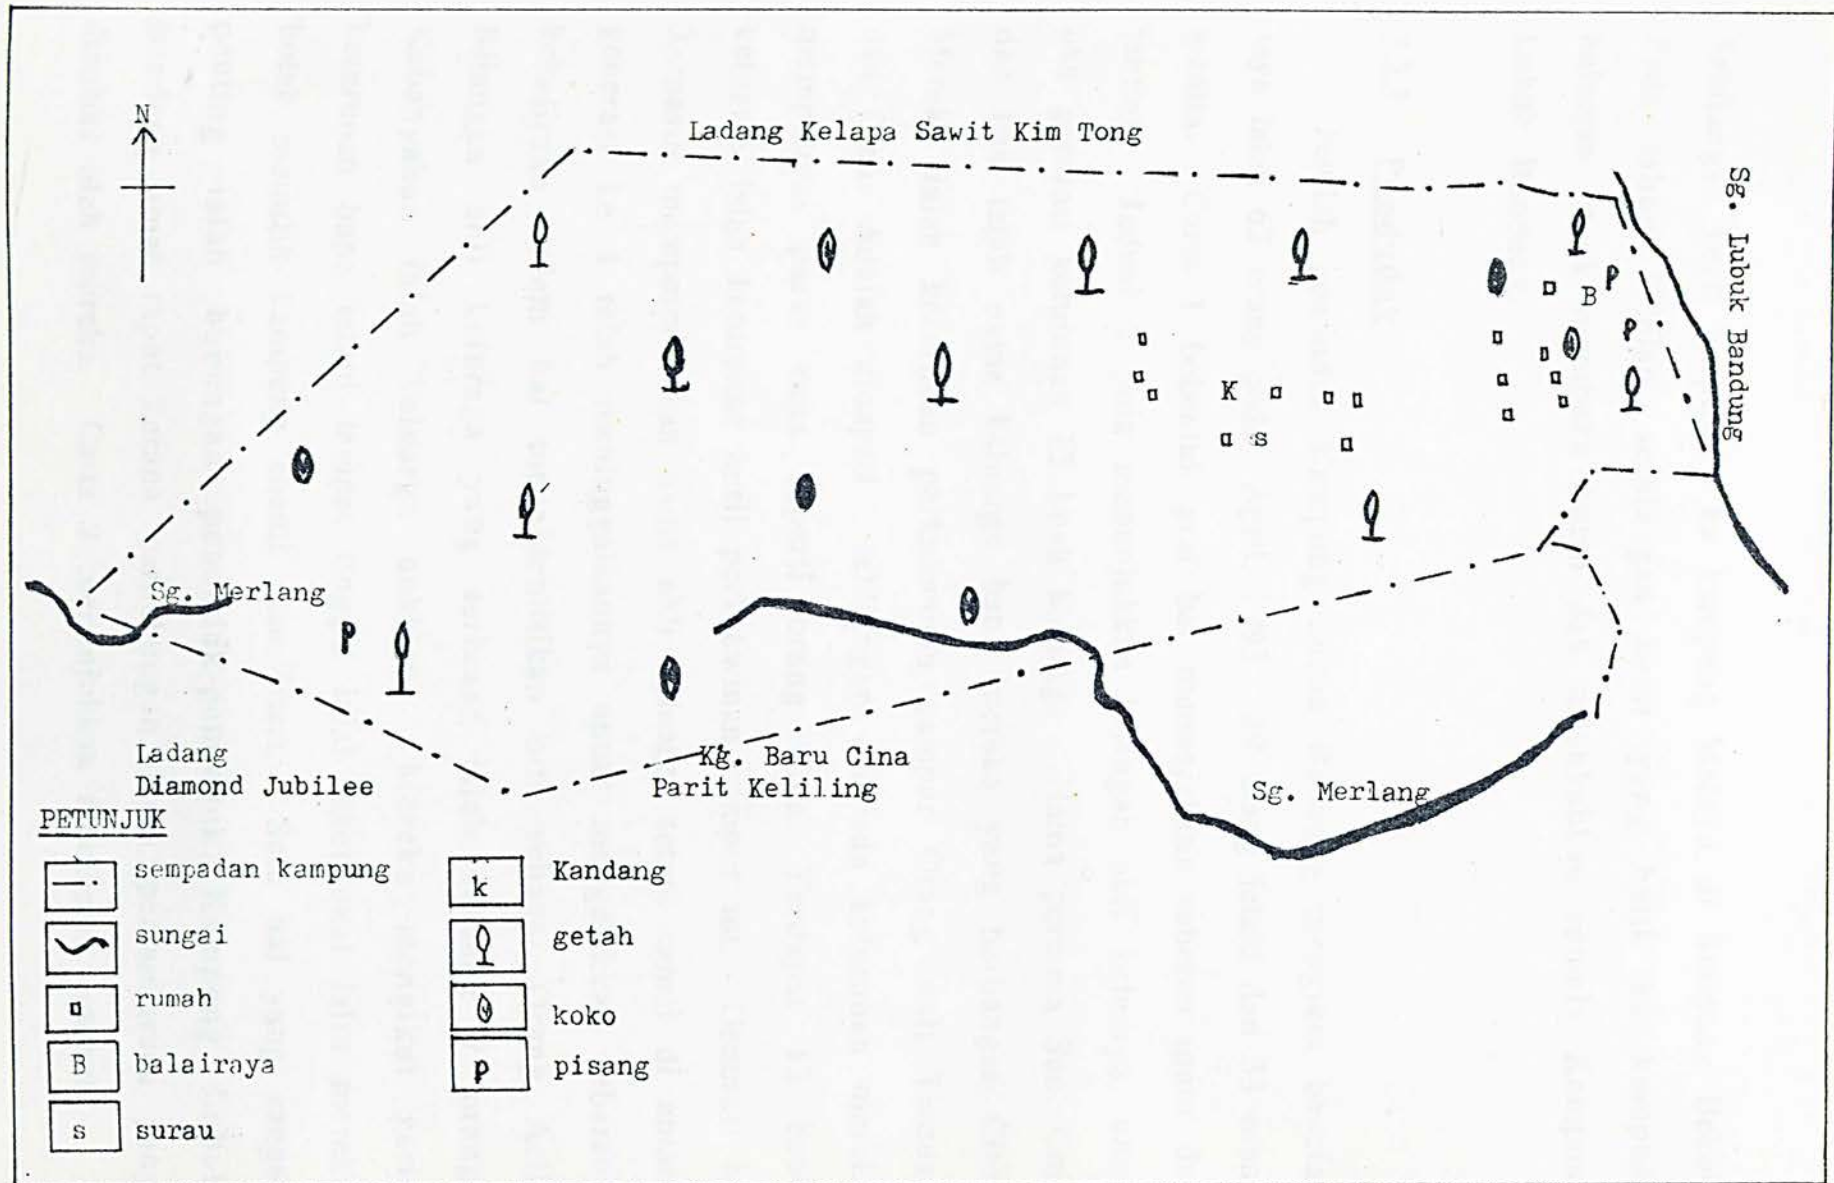 N
Ladang Kelapa Sawit Kim Tong
Sg. Lubuk Bandung
P
B
P
K
s
Sg. Merlang
P
Ladang
Diamond Jubilee
Kg. Baru Cina
Parit Keliling
Sg. Merlang
PETUNJUK
sempadan kampung
sungai
rumah
B balairaya
s surau
k Kandang
getah
koko
P pisang